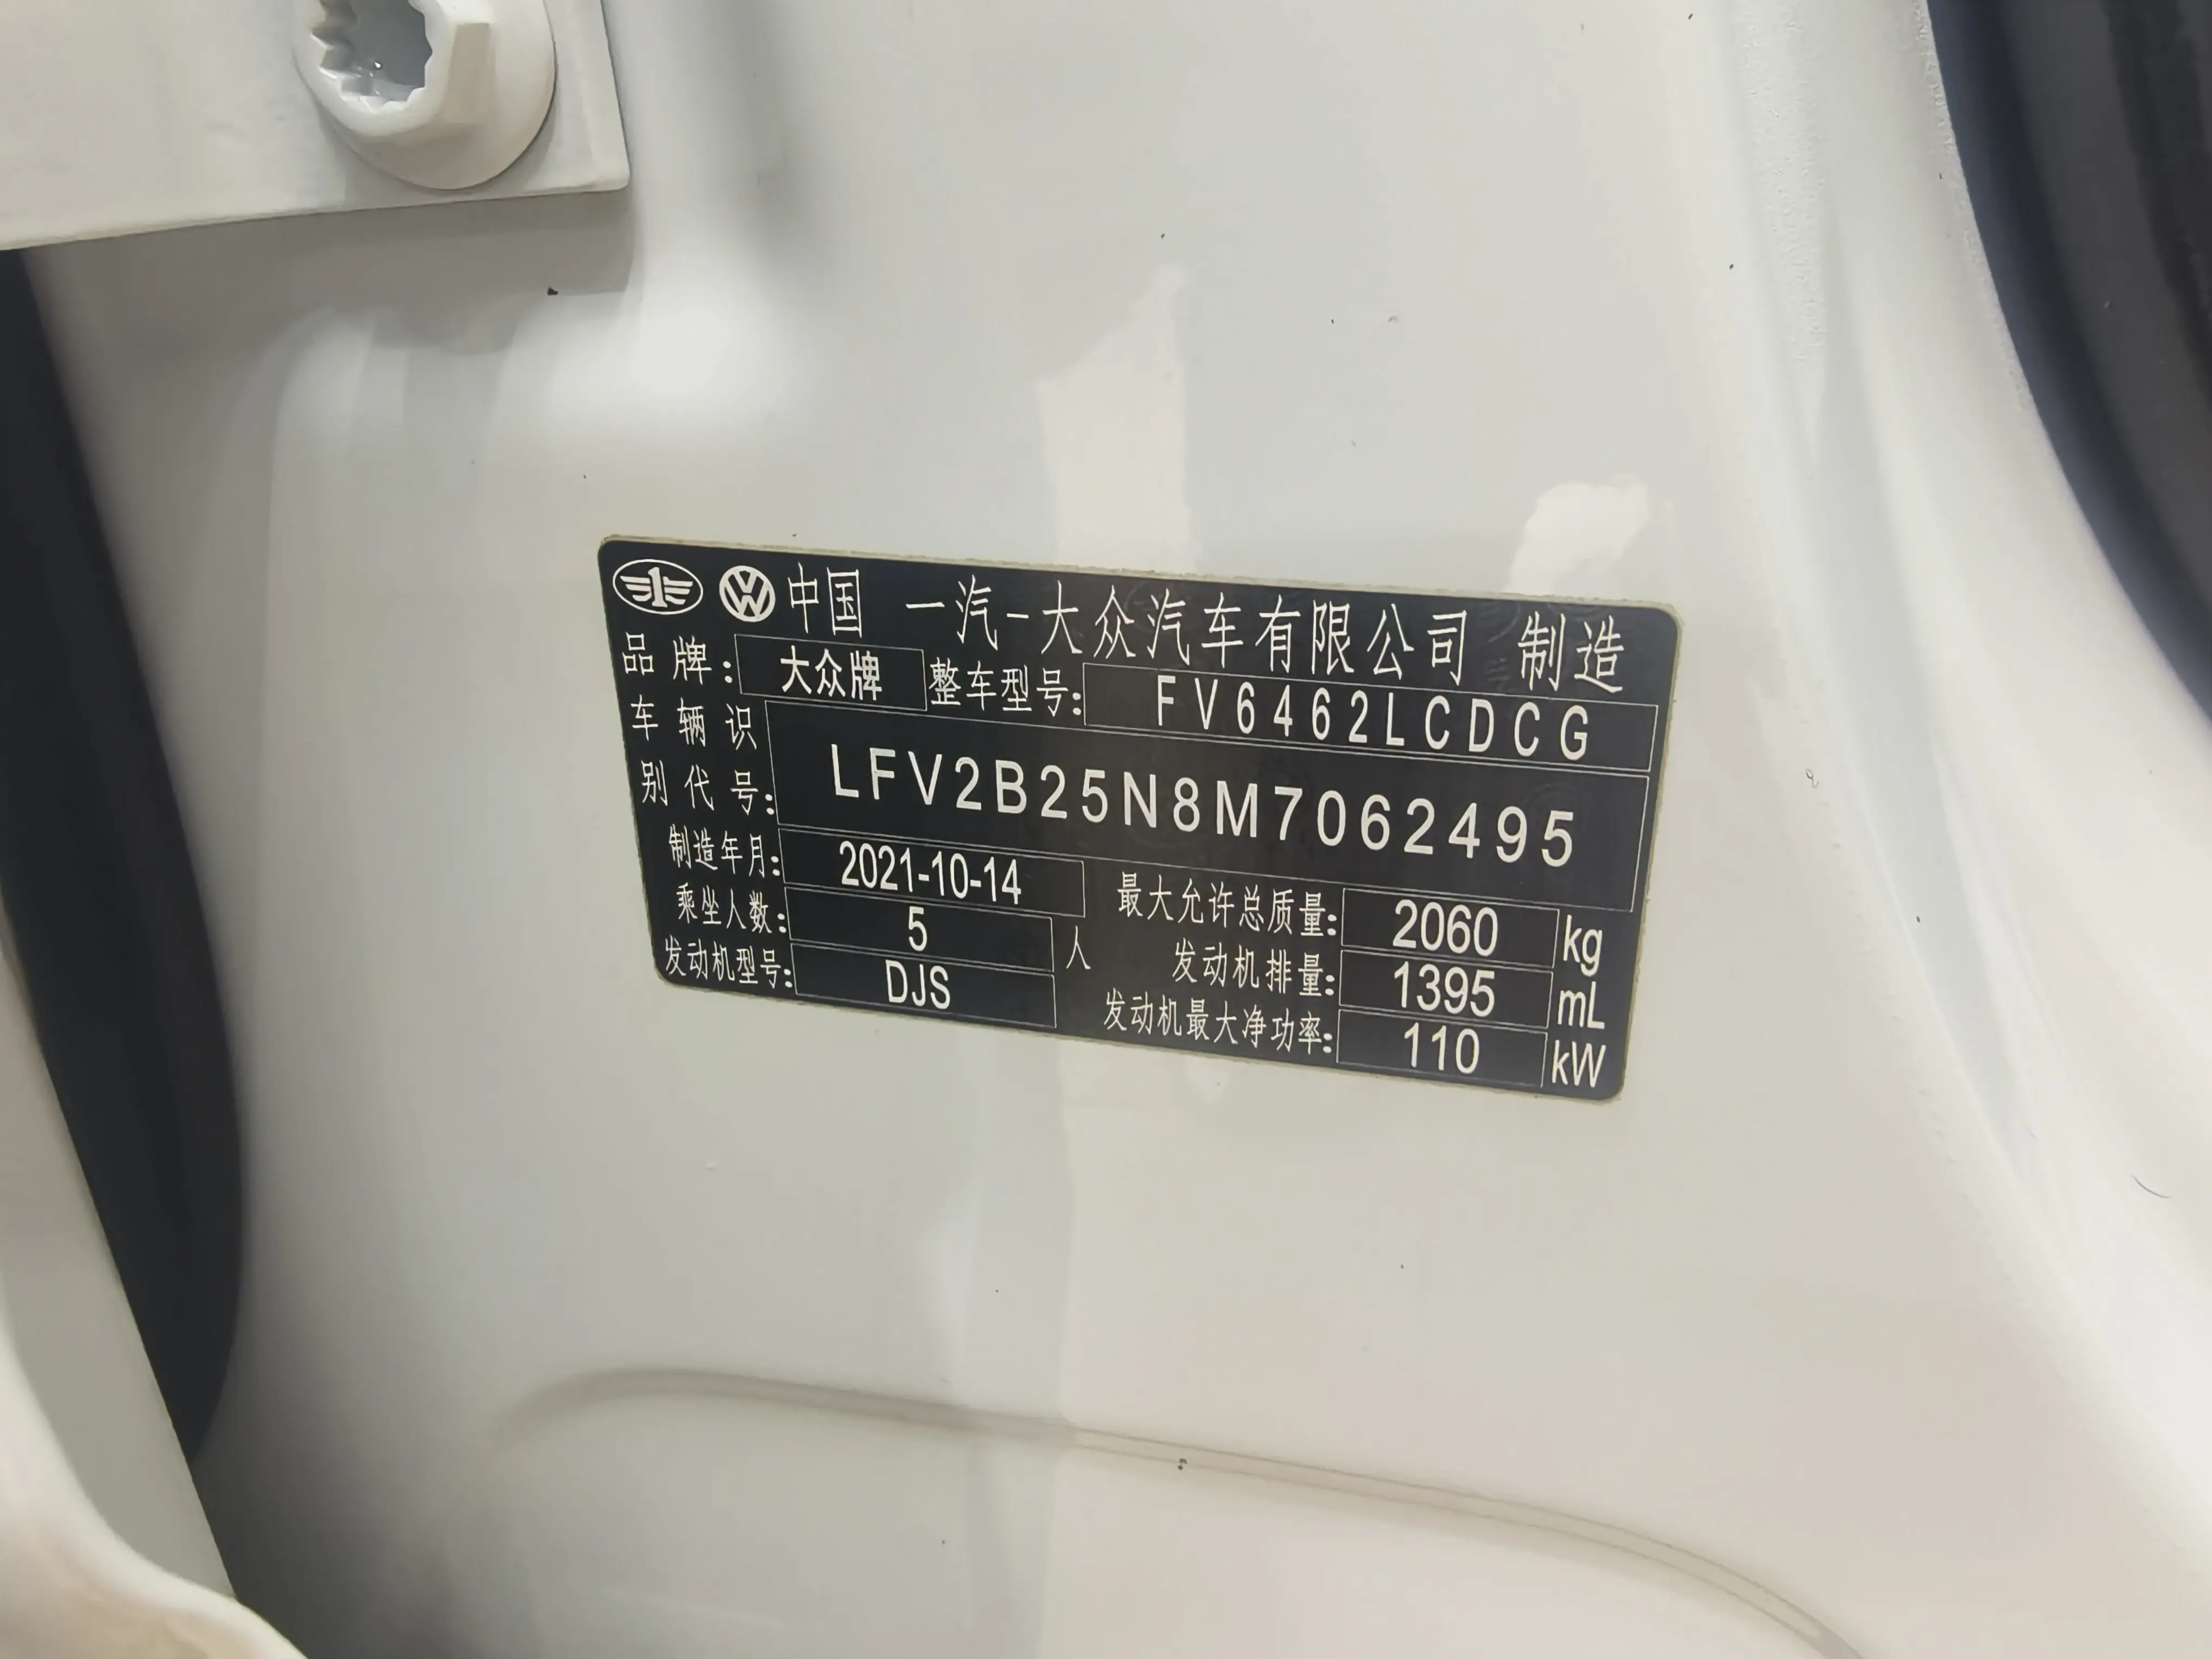 中国 一汽-大众汽车有限公司 制造
品牌: 大众牌 整车型号: FV6462LCDCG
车辆识别代号: LFV2B25N8M7062495
制造年月: 2021-10-14
最大允许总质量: 2060 kg
乘坐人数: 5 人
发动机排量: 1395 mL
发动机型号: DJS
发动机最大净功率: 110 kW